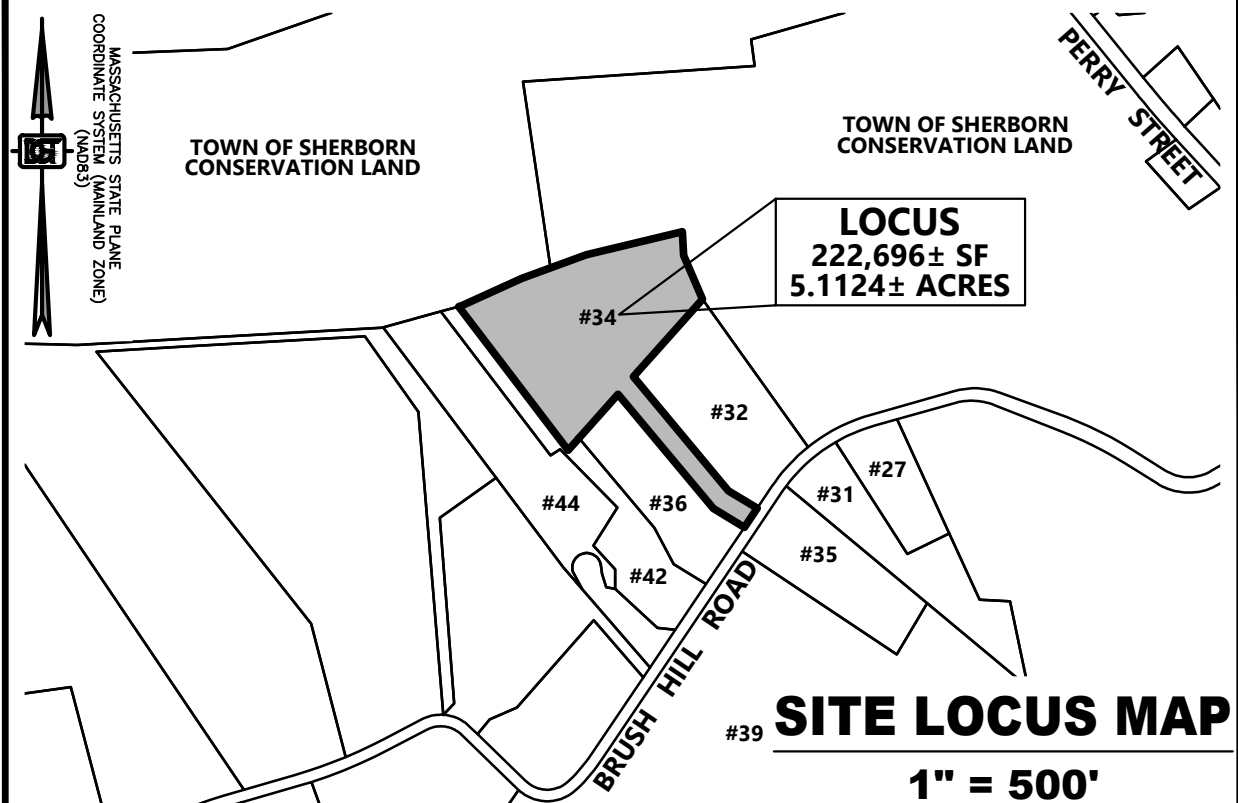 MASSACHUSETTS STATE PLANE
COORDINATE SYSTEM (MAINLAND ZONE)
(NAD83)
TOWN OF SHERBORN
CONSERVATION LAND
TOWN OF SHERBORN
CONSERVATION LAND
PERRY STREET
LOCUS
222,696± SF
5.1124± ACRES
#34
#32
#27
#31
#44
#36
#35
#42
BRUSH HILL ROAD
#39
SITE LOCUS MAP
1" = 500'